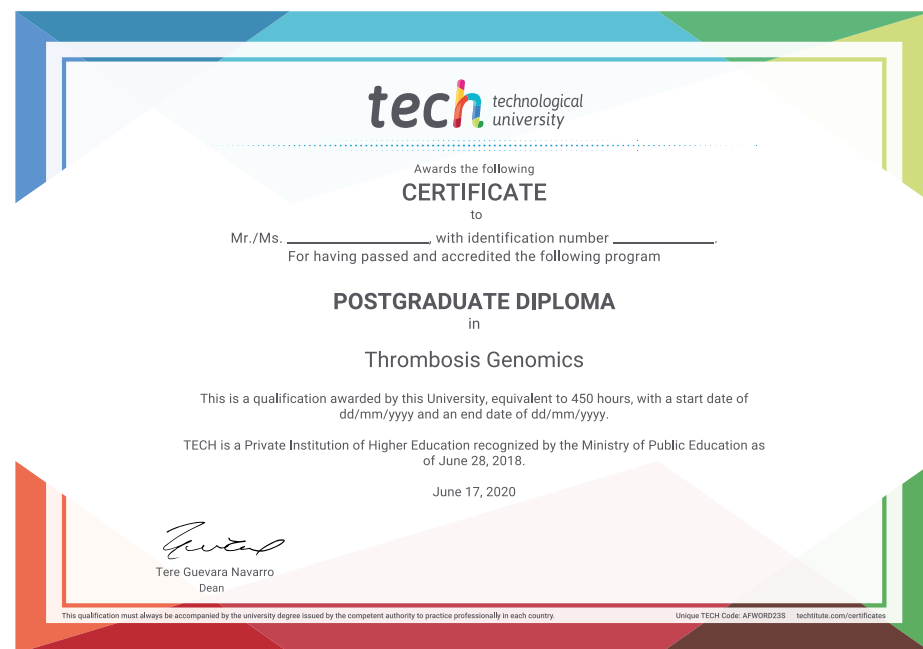 tech technological
university
Awards the following
CERTIFICATE
to
Mr./Ms. ____________________, with identification number ______________.
For having passed and accredited the following program
POSTGRADUATE DIPLOMA
in
Thrombosis Genomics
This is a qualification awarded by this University, equivalent to 450 hours, with a start date of
dd/mm/yyyy and an end date of dd/mm/yyyy.
TECH is a Private Institution of Higher Education recognized by the Ministry of Public Education as
of June 28, 2018.
June 17, 2020
Tere Guevara Navarro
Dean
This qualification must always be accompanied by the university degree issued by the competent authority to practice professionally in each country. Unique TECH Code: AFWORD23S techtitute.com/certificates